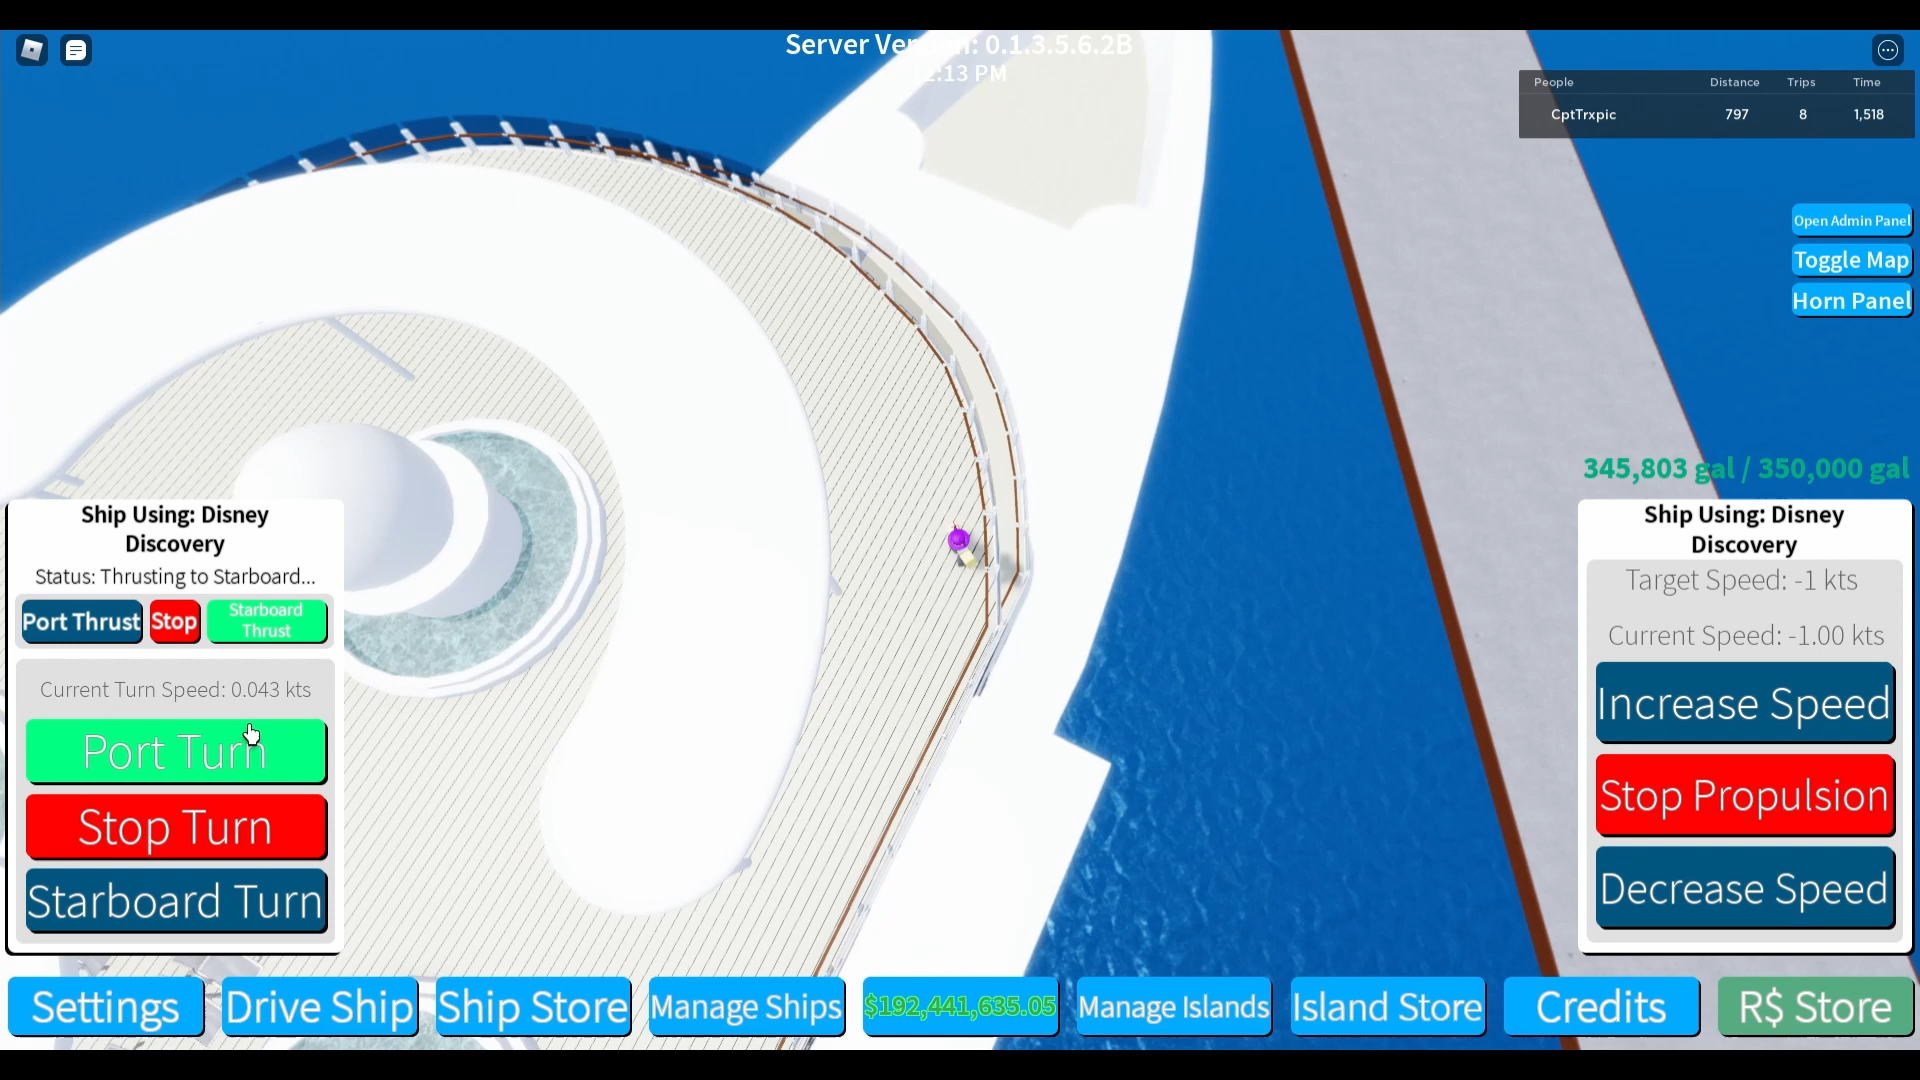 Server Version: 0.1.3.5.6.2B
2:13 PM
People Distance Trips Time
CptTrxpic 797 8 1,518
Open Admin Panel
Toggle Map
Horn Panel
345,803 gal / 350,000 gal
Ship Using: Disney
Discovery
Status: Thrusting to Starboard...
Port Thrust
Stop
Starboard
Thrust
Current Turn Speed: 0.043 kts
Port Turn
Stop Turn
Starboard Turn
Ship Using: Disney
Discovery
Target Speed: -1 kts
Current Speed: -1.00 kts
Increase Speed
Stop Propulsion
Decrease Speed
Settings
Drive Ship
Ship Store
Manage Ships
$192,441,635.05
Manage Islands
Island Store
Credits
R$ Store